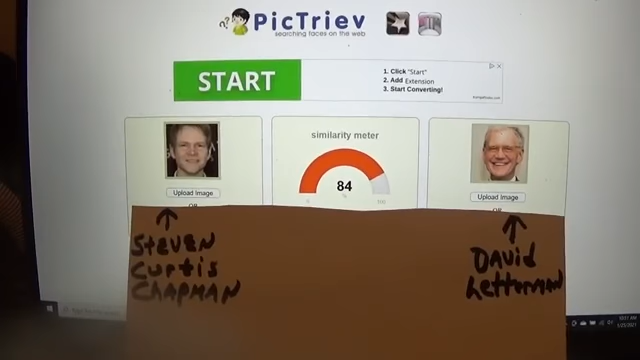 PicTriev
searching faces on the web
START
1. Click "Start"
2. Add Extension
3. Start Converting!
similarity meter
84
Upload Image
Upload Image
STEVEN
CURTIS
CHAPMAN
DAVID
Letterman